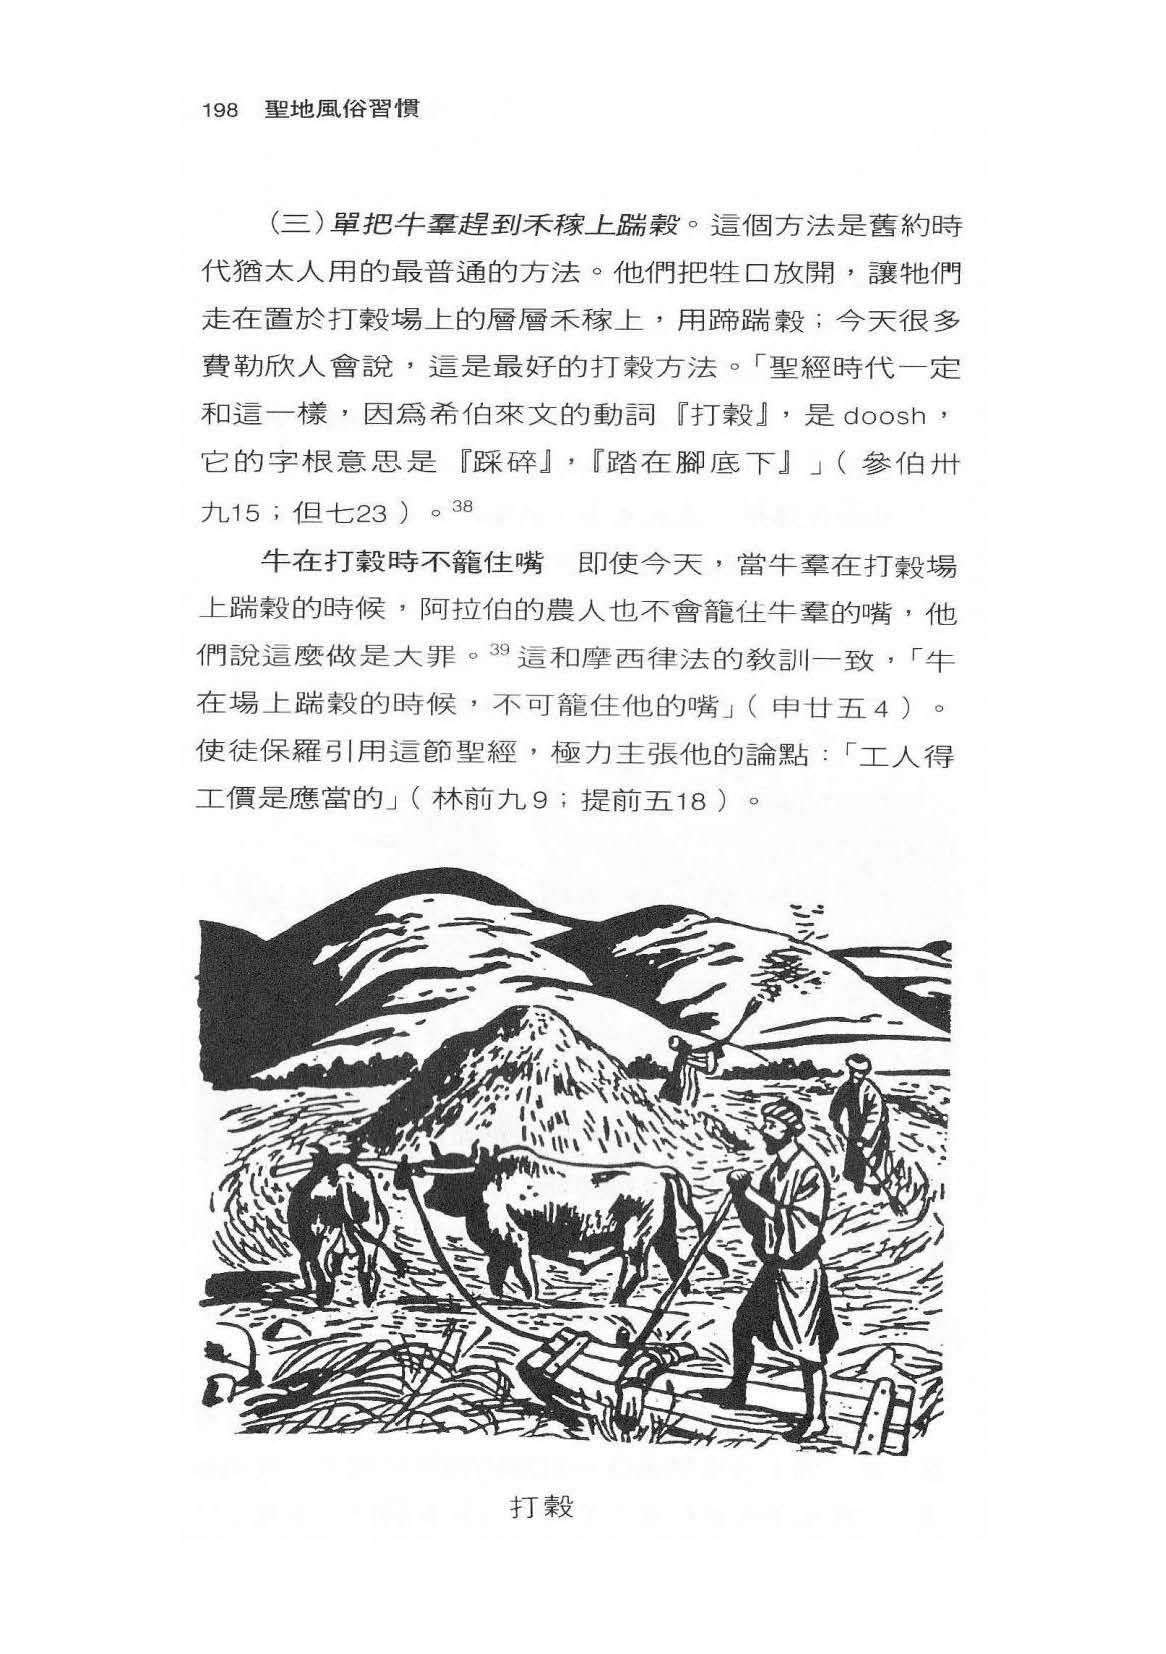 198 聖地風俗習慣
（三）單把牛羣趕到禾稼上踹穀。這個方法是舊約時
代猶太人用的最普通的方法。他們把牲口放開，讓牠們
走在置於打穀場上的層層禾稼上，用蹄踹穀；今天很多
費勒欣人會說，這是最好的打穀方法。「聖經時代一定
和這一樣，因爲希伯來文的動詞『打穀』，是 doosh，
它的字根意思是『踩碎』，『踏在腳底下』」（參伯卅
九15；但七23）。38
牛在打穀時不籠住嘴　即使今天，當牛羣在打穀場
上踹穀的時候，阿拉伯的農人也不會籠住牛羣的嘴，他
們說這麼做是大罪。39 這和摩西律法的教訓一致，「牛
在場上踹穀的時候，不可籠住他的嘴」（申廿五4）。
使徒保羅引用這節聖經，極力主張他的論點：「工人得
工價是應當的」（林前九9；提前五18）。
打穀